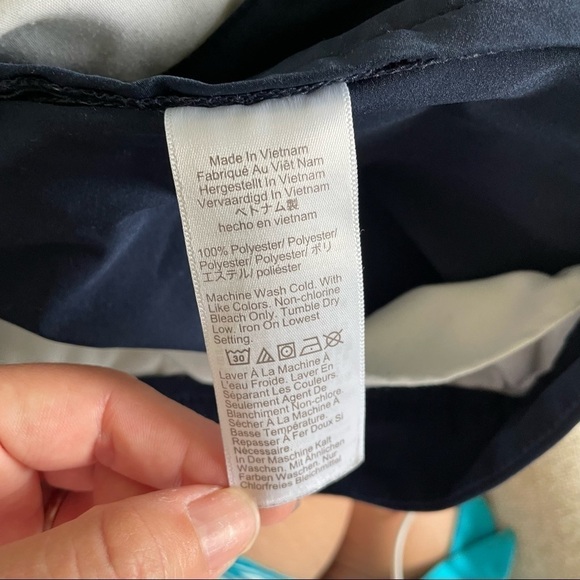 Made In Vietnam
Fabriqué Au Viêt Nam
Hergestellt In Vietnam
Vervaardigd In Vietnam
ベトナム製
hecho en vietnam
100% Polyester/ Polyester/
Polyester/ Polyester/ ポリ
エステル/ poliéster
Machine Wash Cold. With
Like Colors. Non-chlorine
Bleach Only. Tumble Dry
Low. Iron On Lowest
Setting.
30
Laver À La Machine À
L'eau Froide. Laver En
Séparant Les Couleurs.
Seulement Agent De
Blanchiment Non-chlore.
Sécher À La Machine À
Basse Température.
Repasser À Fer Doux Si
Nécessaire.
In Der Maschine Kalt
Waschen. Mit Ähnlichen
Farben Waschen. Nur
Chlorfreies Bleichmittel